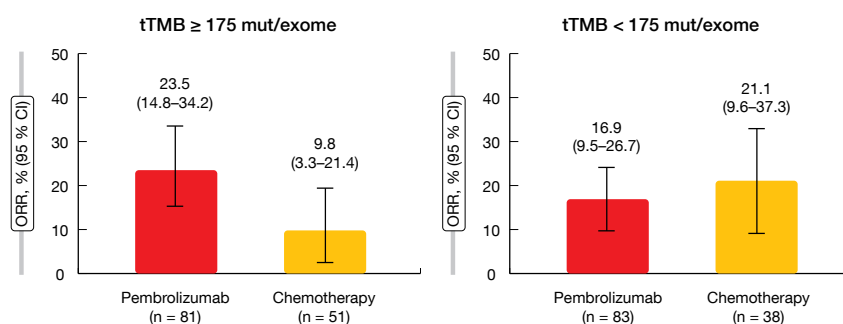 tTMB ≥ 175 mut/exome
ORR, % (95 % CI)
50
40
30
20
10
0
23.5
(14.8–34.2)
9.8
(3.3–21.4)
Pembrolizumab
(n = 81)
Chemotherapy
(n = 51)
tTMB < 175 mut/exome
ORR, % (95 % CI)
50
40
30
20
10
0
16.9
(9.5–26.7)
21.1
(9.6–37.3)
Pembrolizumab
(n = 83)
Chemotherapy
(n = 38)